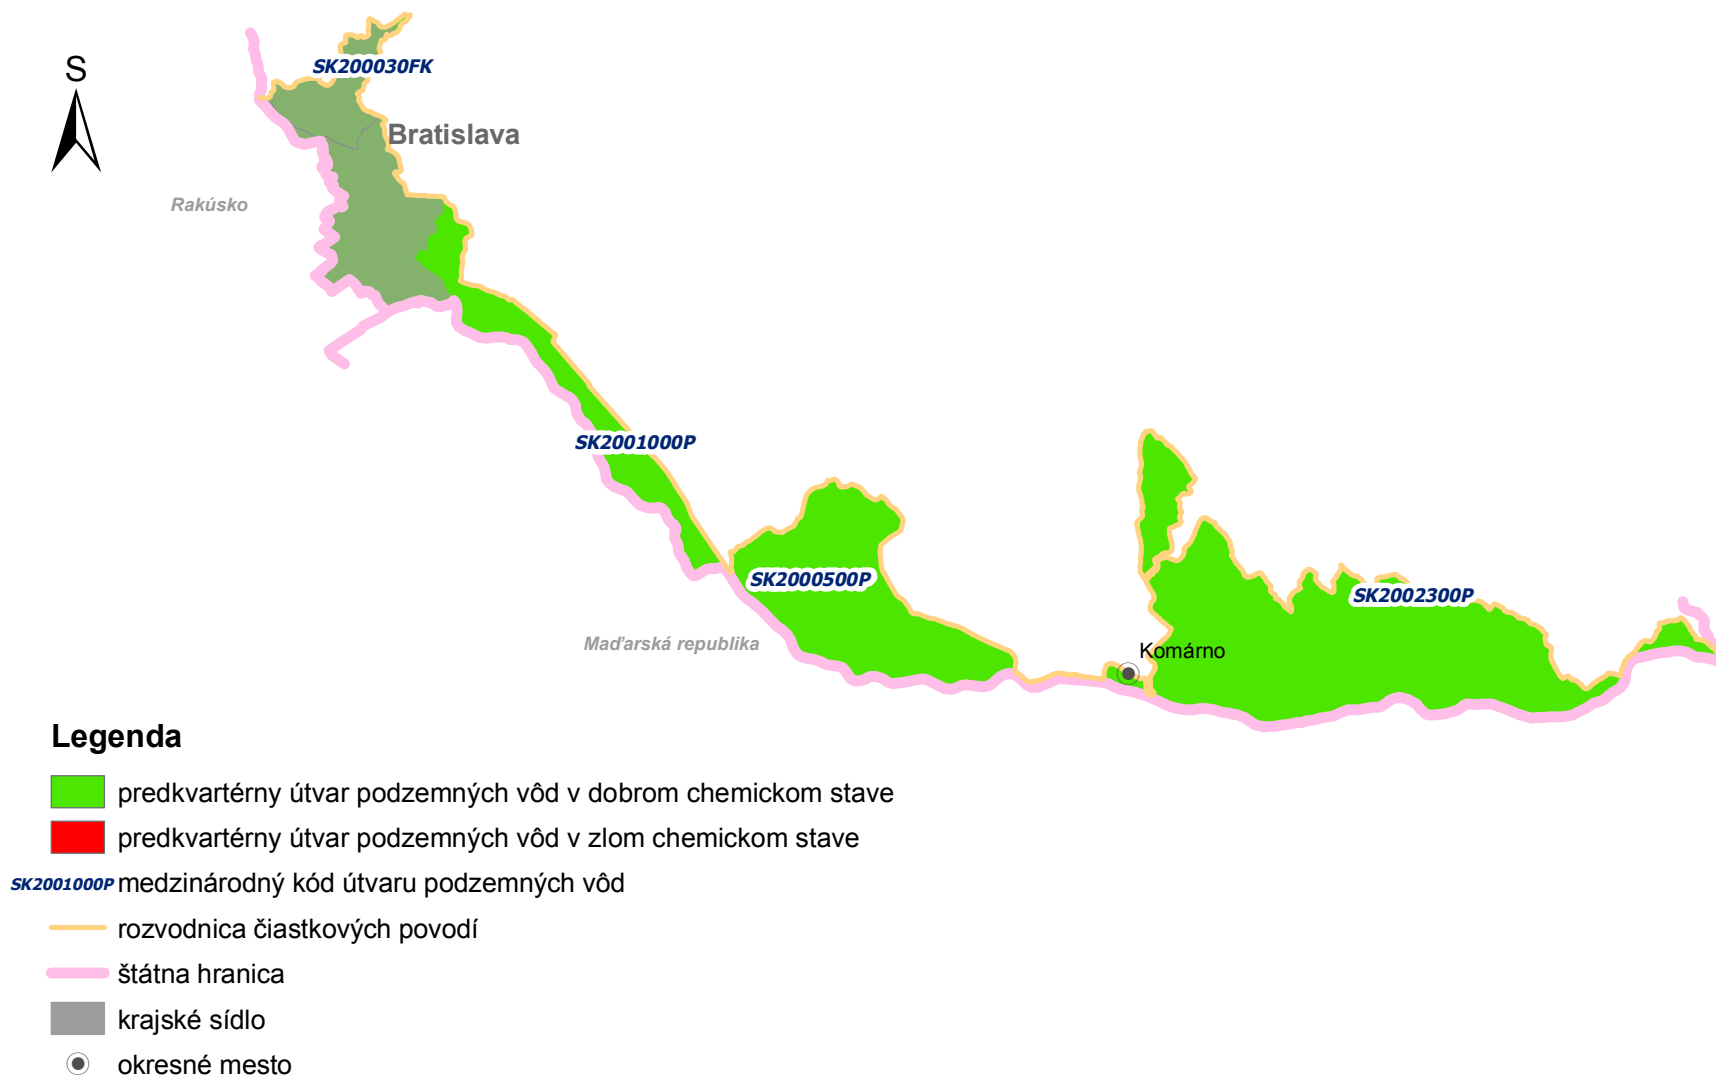 S
SK200030FK
Bratislava
Rakúsko
SK2001000P
SK2000500P
SK2002300P
Maďarská republika
Komárno
Legenda
predkvartérny útvar podzemných vôd v dobrom chemickom stave
predkvartérny útvar podzemných vôd v zlom chemickom stave
SK2001000P medzinárodný kód útvaru podzemných vôd
rozvodnica čiastkových povodí
štátna hranica
krajské sídlo
okresné mesto